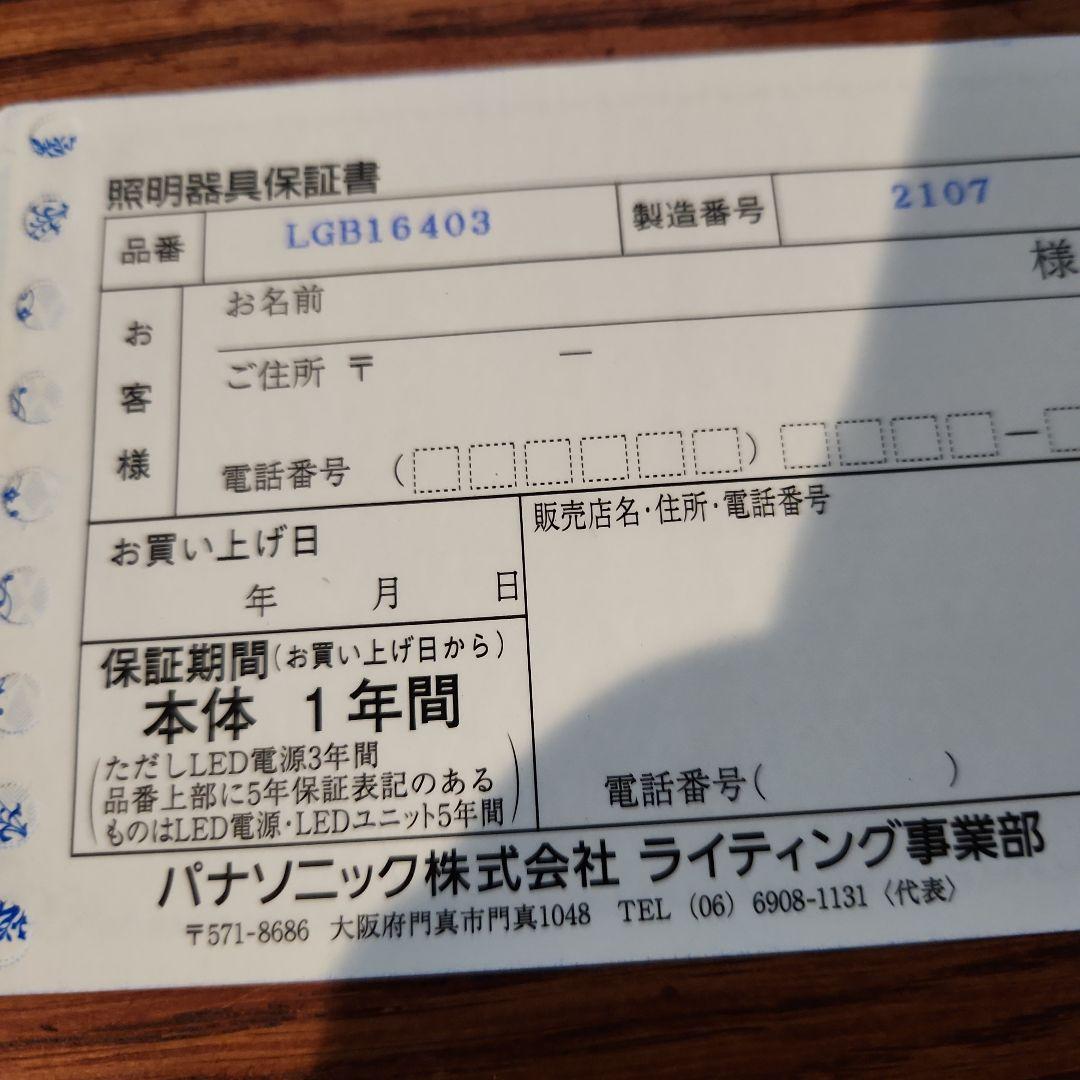 照明器具保証書
品番 LGB16403 製造番号 2107
お客様
お名前 様
ご住所 〒 ー
電話番号 ( ) ー
お買い上げ日
年 月 日
販売店名・住所・電話番号
保証期間(お買い上げ日から)
本体 1年間
(ただしLED電源3年間
品番上部に5年保証表記のある
ものはLED電源・LEDユニット5年間)
電話番号( )
パナソニック株式会社 ライティング事業部
〒571-8686 大阪府門真市門真1048 TEL (06) 6908-1131〈代表〉